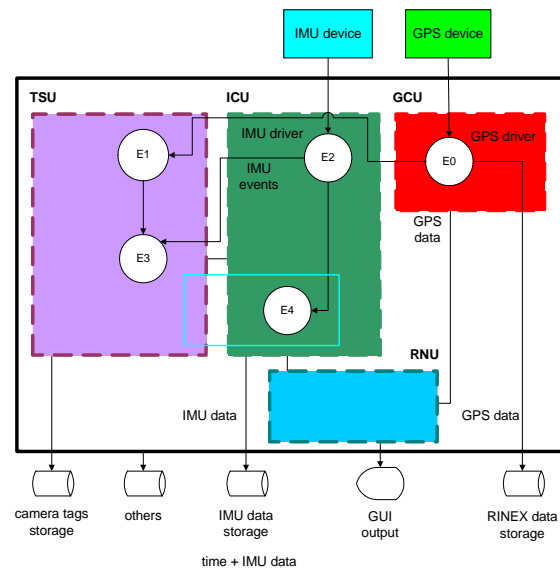 IMU device
GPS device
TSU
ICU
GCU
IMU driver
GPS driver
E1
E2
E0
IMU
events
GPS
data
E3
E4
RNU
IMU data
GPS data
camera tags
storage
others
IMU data
storage
GUI
output
RINEX data
storage
time + IMU data